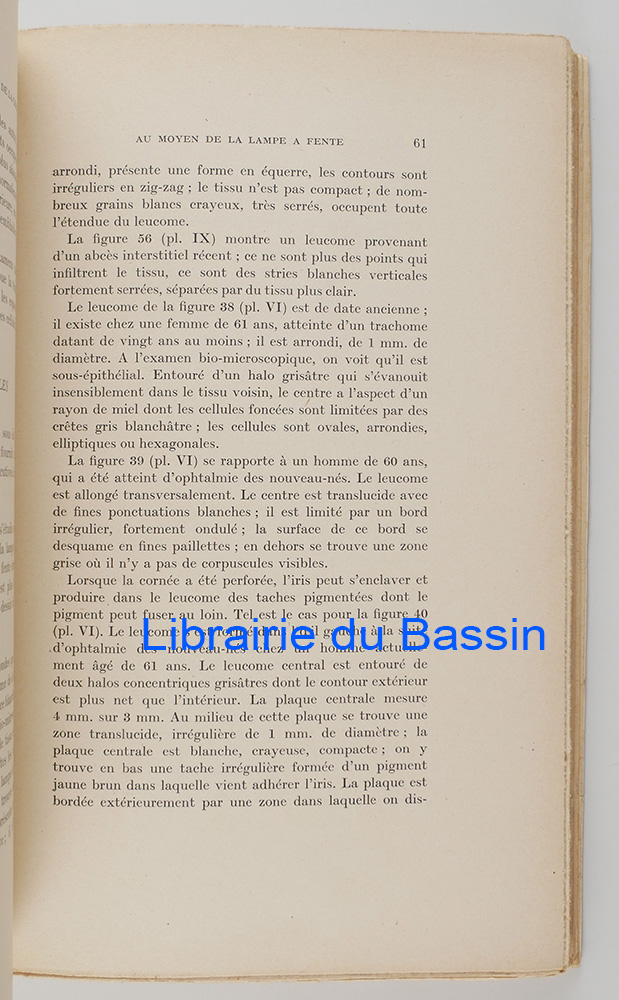 AU MOYEN DE LA LAMPE A FENTE 61
arrondi, présente une forme en équerre, les contours sont
irréguliers en zig-zag ; le tissu n'est pas compact ; de nom-
breux grains blancs crayeux, très serrés, occupent toute
l'étendue du leucome.
La figure 56 (pl. IX) montre un leucome provenant
d'un abcès interstitiel récent ; ce ne sont plus des points qui
infiltrent le tissu, ce sont des stries blanches verticales
fortement serrées, séparées par du tissu plus clair.
Le leucome de la figure 38 (pl. VI) est de date ancienne ;
il existe chez une femme de 61 ans, atteinte d'un trachome
datant de vingt ans au moins ; il est arrondi, de 1 mm. de
diamètre. A l'examen bio-microscopique, on voit qu'il est
sous-épithélial. Entouré d'un halo grisâtre qui s'évanouit
insensiblement dans le tissu voisin, le centre a l'aspect d'un
rayon de miel dont les cellules foncées sont limitées par des
crêtes gris blanchâtre ; les cellules sont ovales, arrondies,
elliptiques ou hexagonales.
La figure 39 (pl. VI) se rapporte à un homme de 60 ans,
qui a été atteint d'ophtalmie des nouveau-nés. Le leucome
est allongé transversalement. Le centre est translucide avec
de fines ponctuations blanches ; il est limité par un bord
irrégulier, fortement ondulé ; la surface de ce bord se
desquame en fines paillettes ; en dehors se trouve une zone
grise où il n'y a pas de corpuscules visibles.
Lorsque la cornée a été perforée, l'iris peut s'enclaver et
produire dans le leucome des taches pigmentées dont le
pigment peut fuser au loin. Tel est le cas pour la figure 40
(pl. VI). Le leucome s'est formé dans l'œil gauche à la suite
d'ophtalmie des nouveau-nés chez un homme actuelle-
ment âgé de 61 ans. Le leucome central est entouré de
deux halos concentriques grisâtres dont le contour extérieur
est plus net que l'intérieur. La plaque centrale mesure
4 mm. sur 3 mm. Au milieu de cette plaque se trouve une
zone translucide, irrégulière de 1 mm. de diamètre ; la
plaque centrale est blanche, crayeuse, compacte ; on y
trouve en bas une tache irrégulière formée d'un pigment
jaune brun dans laquelle vient adhérer l'iris. La plaque est
bordée extérieurement par une zone dans laquelle on dis-
Librairie du Bassin